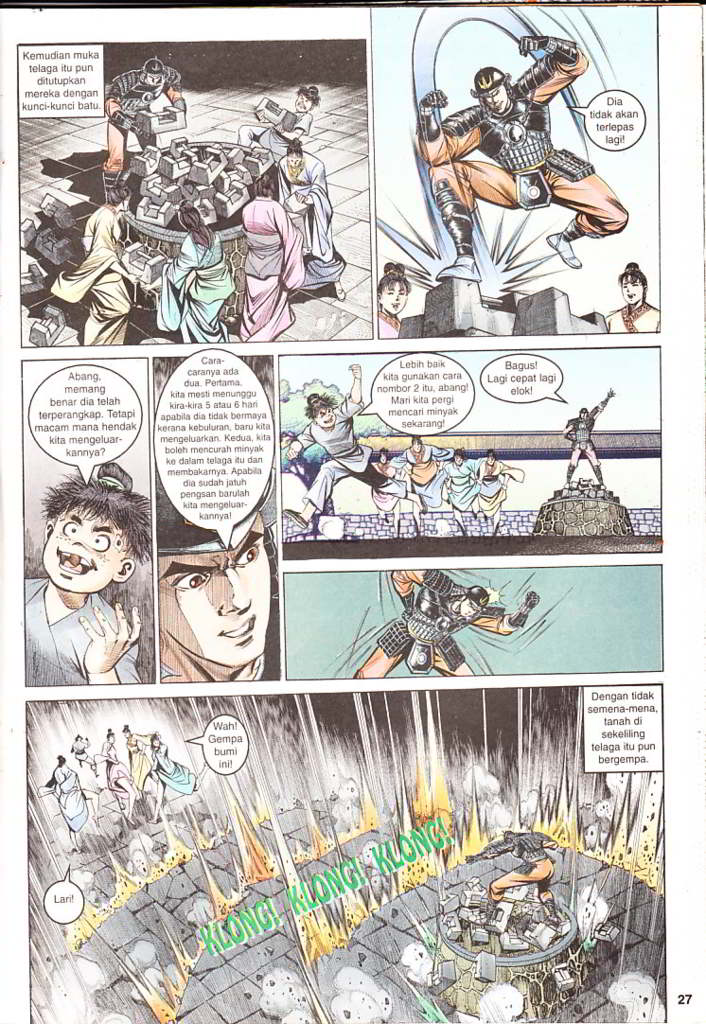 Kemudian muka
telaga itu pun
ditutupkan
mereka dengan
kunci-kunci batu.
Dia
tidak akan
terlepas
lagi!
Abang,
memang
benar dia telah
terperangkap. Tetapi
macam mana hendak
kita mengeluar-
kannya?
Cara-
caranya ada
dua. Pertama,
kita mesti menunggu
kira-kira 5 atau 6 hari
apabila dia tidak bermaya
kerana kebuluran, baru kita
mengeluarkan. Kedua, kita
boleh mencurah minyak
ke dalam telaga itu dan
membakarnya. Apabila
dia sudah jatuh
pengsan barulah
kita mengeluar-
kannya!
Lebih baik
kita gunakan cara
nombor 2 itu, abang!
Mari kita pergi
mencari minyak
sekarang!
Bagus!
Lagi cepat lagi
elok!
Dengan tidak
semena-mena,
tanah di
sekeliling
telaga itu pun
bergempa.
Wah!
Gempa
bumi
ini!
Lari!
KLONG! KLONG! KLONG!
27